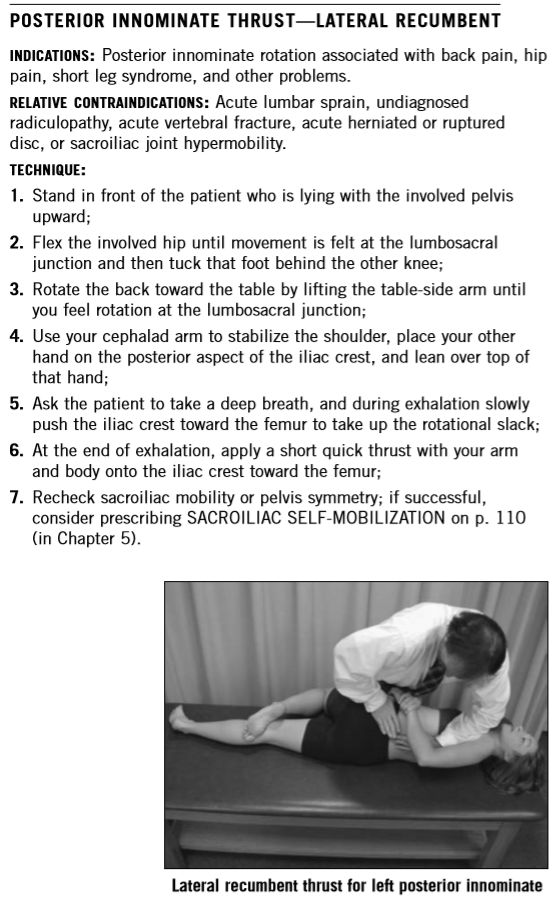 POSTERIOR INNOMINATE THRUST—LATERAL RECUMBENT
INDICATIONS: Posterior innominate rotation associated with back pain, hip
pain, short leg syndrome, and other problems.
RELATIVE CONTRAINDICATIONS: Acute lumbar sprain, undiagnosed
radiculopathy, acute vertebral fracture, acute herniated or ruptured
disc, or sacroiliac joint hypermobility.
TECHNIQUE:
1. Stand in front of the patient who is lying with the involved pelvis
upward;
2. Flex the involved hip until movement is felt at the lumbosacral
junction and then tuck that foot behind the other knee;
3. Rotate the back toward the table by lifting the table-side arm until
you feel rotation at the lumbosacral junction;
4. Use your cephalad arm to stabilize the shoulder, place your other
hand on the posterior aspect of the iliac crest, and lean over top of
that hand;
5. Ask the patient to take a deep breath, and during exhalation slowly
push the iliac crest toward the femur to take up the rotational slack;
6. At the end of exhalation, apply a short quick thrust with your arm
and body onto the iliac crest toward the femur;
7. Recheck sacroiliac mobility or pelvis symmetry; if successful,
consider prescribing SACROILIAC SELF-MOBILIZATION on p. 110
(in Chapter 5).
Lateral recumbent thrust for left posterior innominate